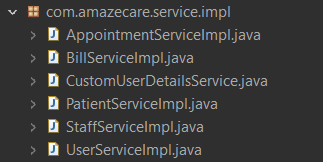 com.amazecare.service.impl
AppointmentServiceImpl.java
BillServiceImpl.java
CustomUserDetailsService.java
PatientServiceImpl.java
StaffServiceImpl.java
UserServiceImpl.java